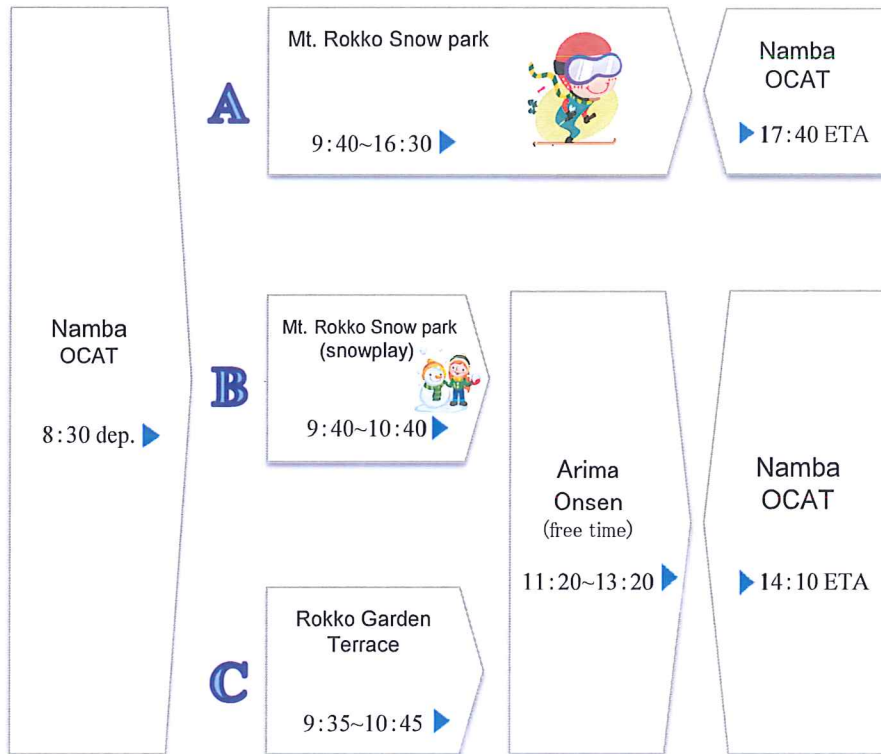 Namba
OCAT
8:30 dep.
A
Mt. Rokko Snow park
9:40~16:30
Namba
OCAT
17:40 ETA
B
Mt. Rokko Snow park
(snowplay)
9:40~10:40
C
Rokko Garden
Terrace
9:35~10:45
Arima
Onsen
(free time)
11:20~13:20
Namba
OCAT
14:10 ETA